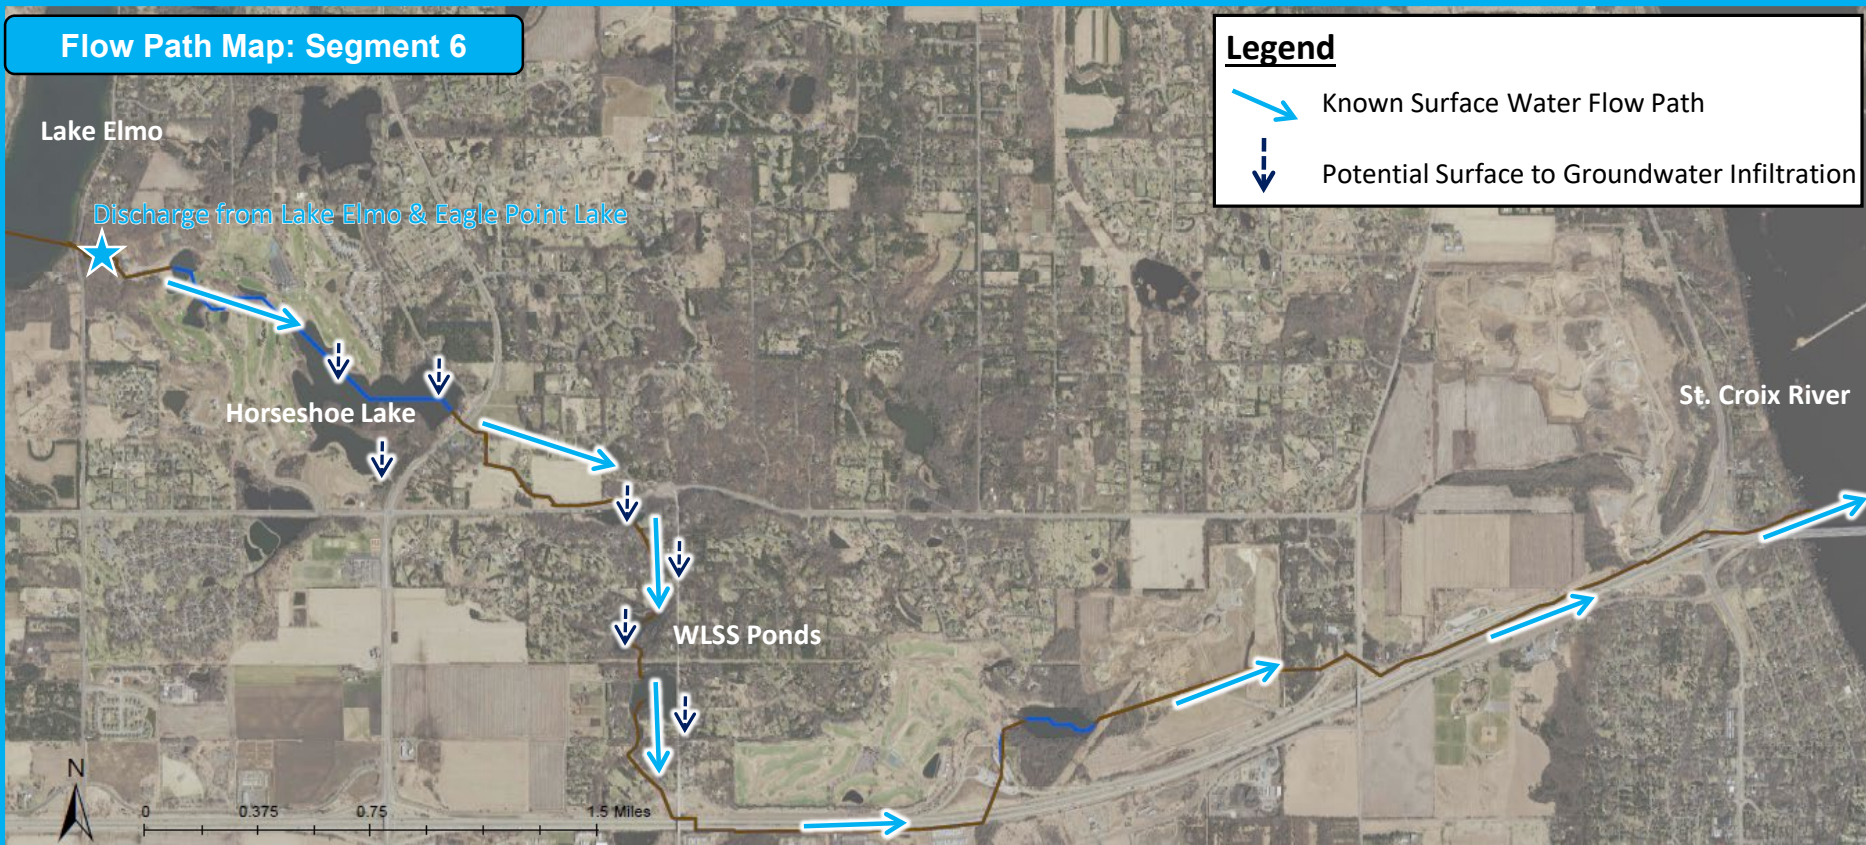 Flow Path Map: Segment 6
Legend
Known Surface Water Flow Path
Potential Surface to Groundwater Infiltration
Lake Elmo
Discharge from Lake Elmo & Eagle Point Lake
Horseshoe Lake
St. Croix River
WLSS Ponds
N
0 0.375 0.75 1.5 Miles